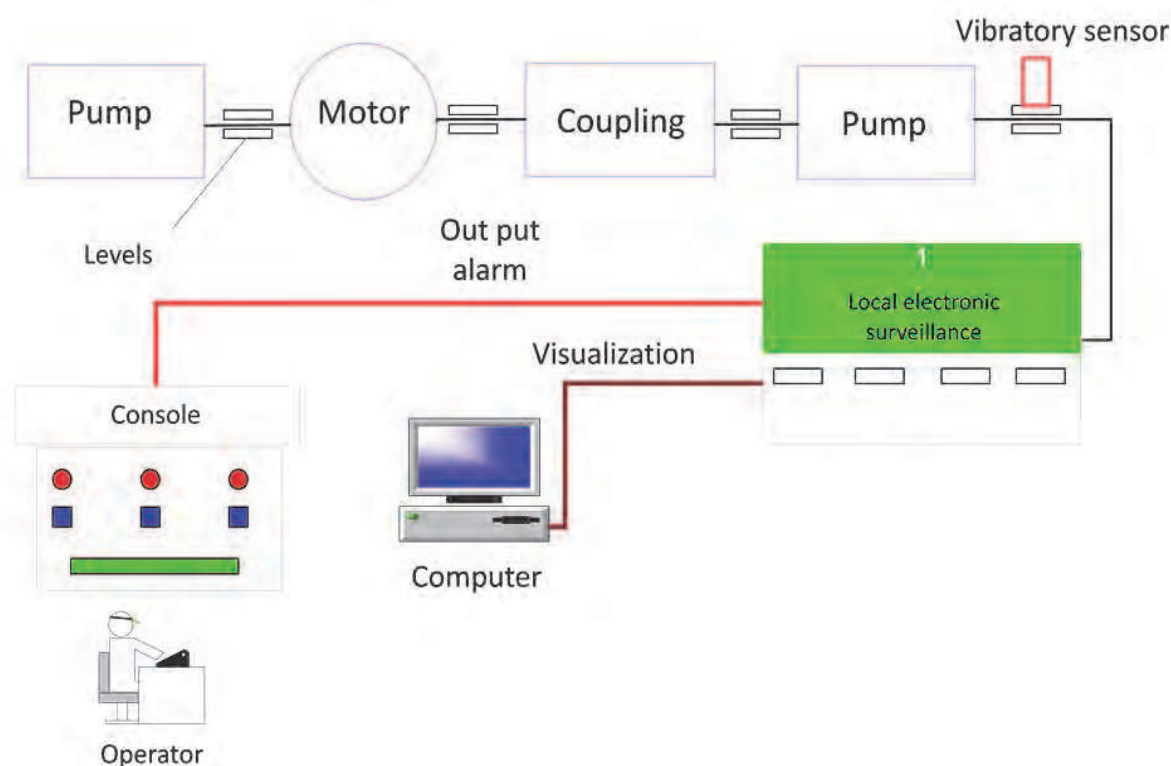 Vibratory sensor
Pump
Motor
Coupling
Pump
Levels
Out put
alarm
1
Local electronic
surveillance
Visualization
Console
Computer
Operator